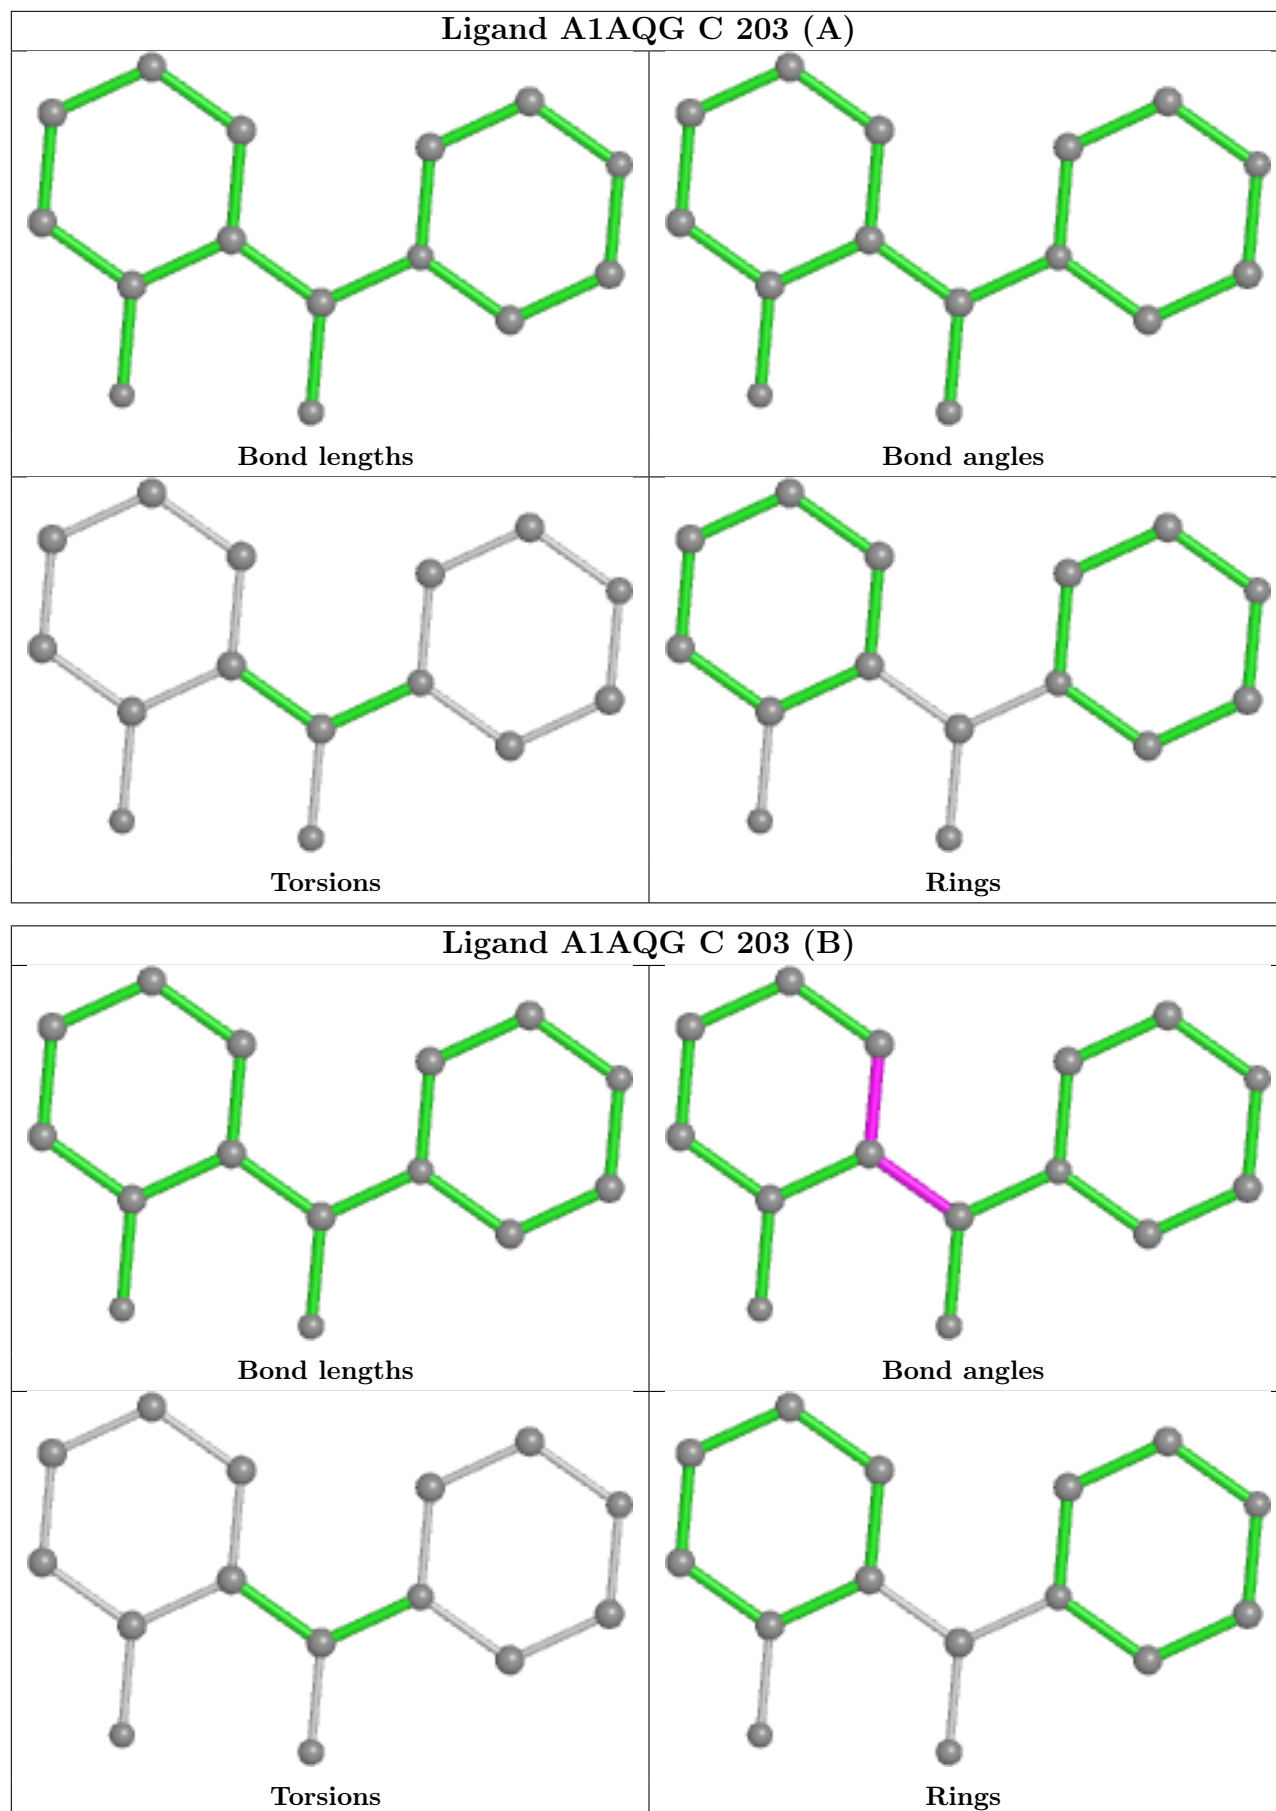 Ligand A1AQG C 203 (A)
Bond lengths
Bond angles
Torsions
Rings
Ligand A1AQG C 203 (B)
Bond lengths
Bond angles
Torsions
Rings